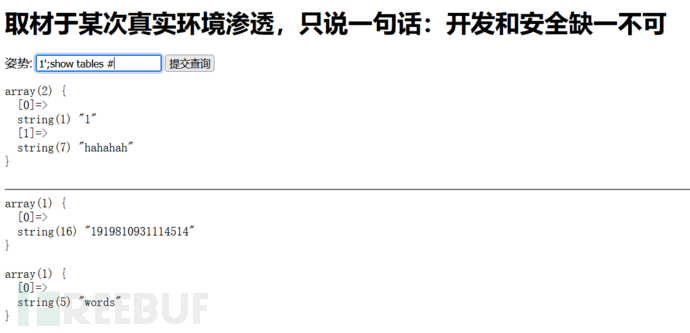 取材于某次真实环境渗透，只说一句话：开发和安全缺一不可
姿势: 1';show tables # 提交查询
array(2) {
  [0]=>
  string(1) "1"
  [1]=>
  string(7) "hahahah"
}
array(1) {
  [0]=>
  string(16) "1919810931114514"
}
array(1) {
  [0]=>
  string(5) "words"
}
REEBUF